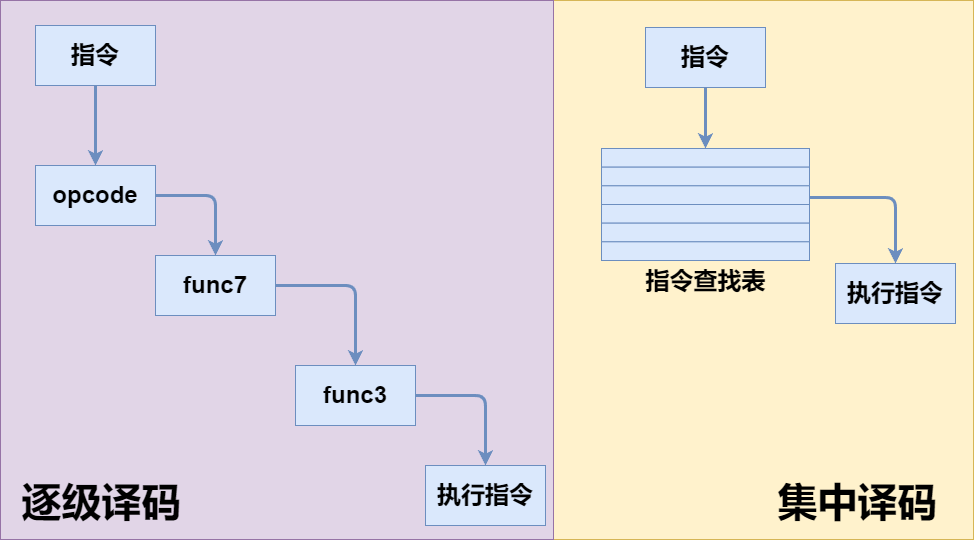 指令
opcode
func7
func3
执行指令
逐级译码
指令
指令查找表
执行指令
集中译码